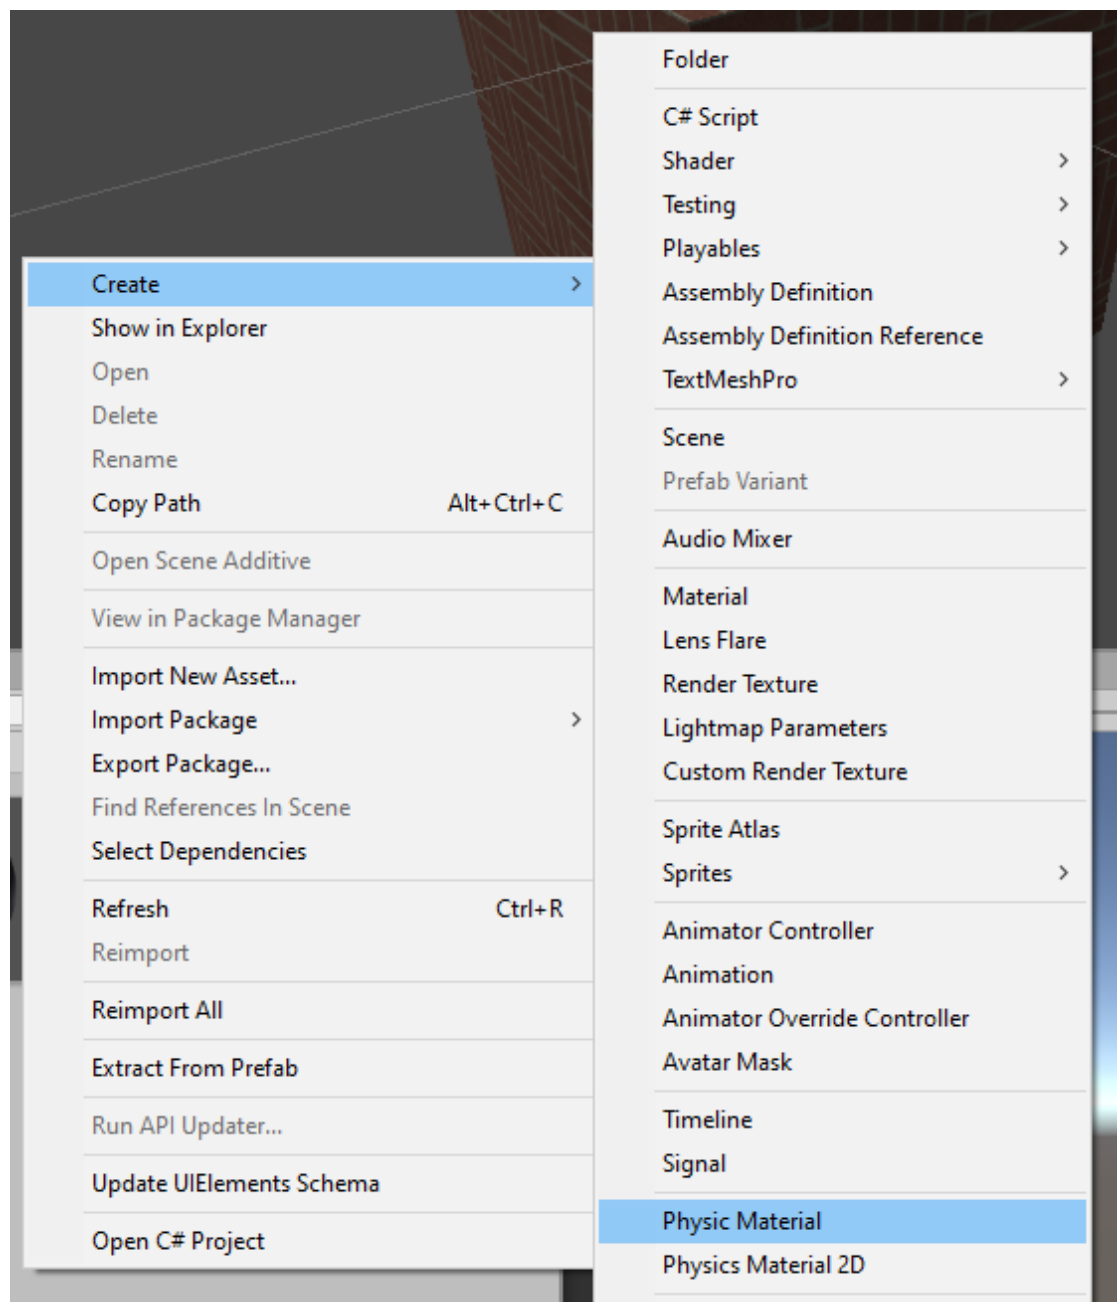 Create
Show in Explorer
Open
Delete
Rename
Copy Path Alt+Ctrl+C
Open Scene Additive
View in Package Manager
Import New Asset...
Import Package
Export Package...
Find References In Scene
Select Dependencies
Refresh Ctrl+R
Reimport
Reimport All
Extract From Prefab
Run API Updater...
Update UIElements Schema
Open C# Project
Folder
C# Script
Shader
Testing
Playables
Assembly Definition
Assembly Definition Reference
TextMeshPro
Scene
Prefab Variant
Audio Mixer
Material
Lens Flare
Render Texture
Lightmap Parameters
Custom Render Texture
Sprite Atlas
Sprites
Animator Controller
Animation
Animator Override Controller
Avatar Mask
Timeline
Signal
Physic Material
Physics Material 2D